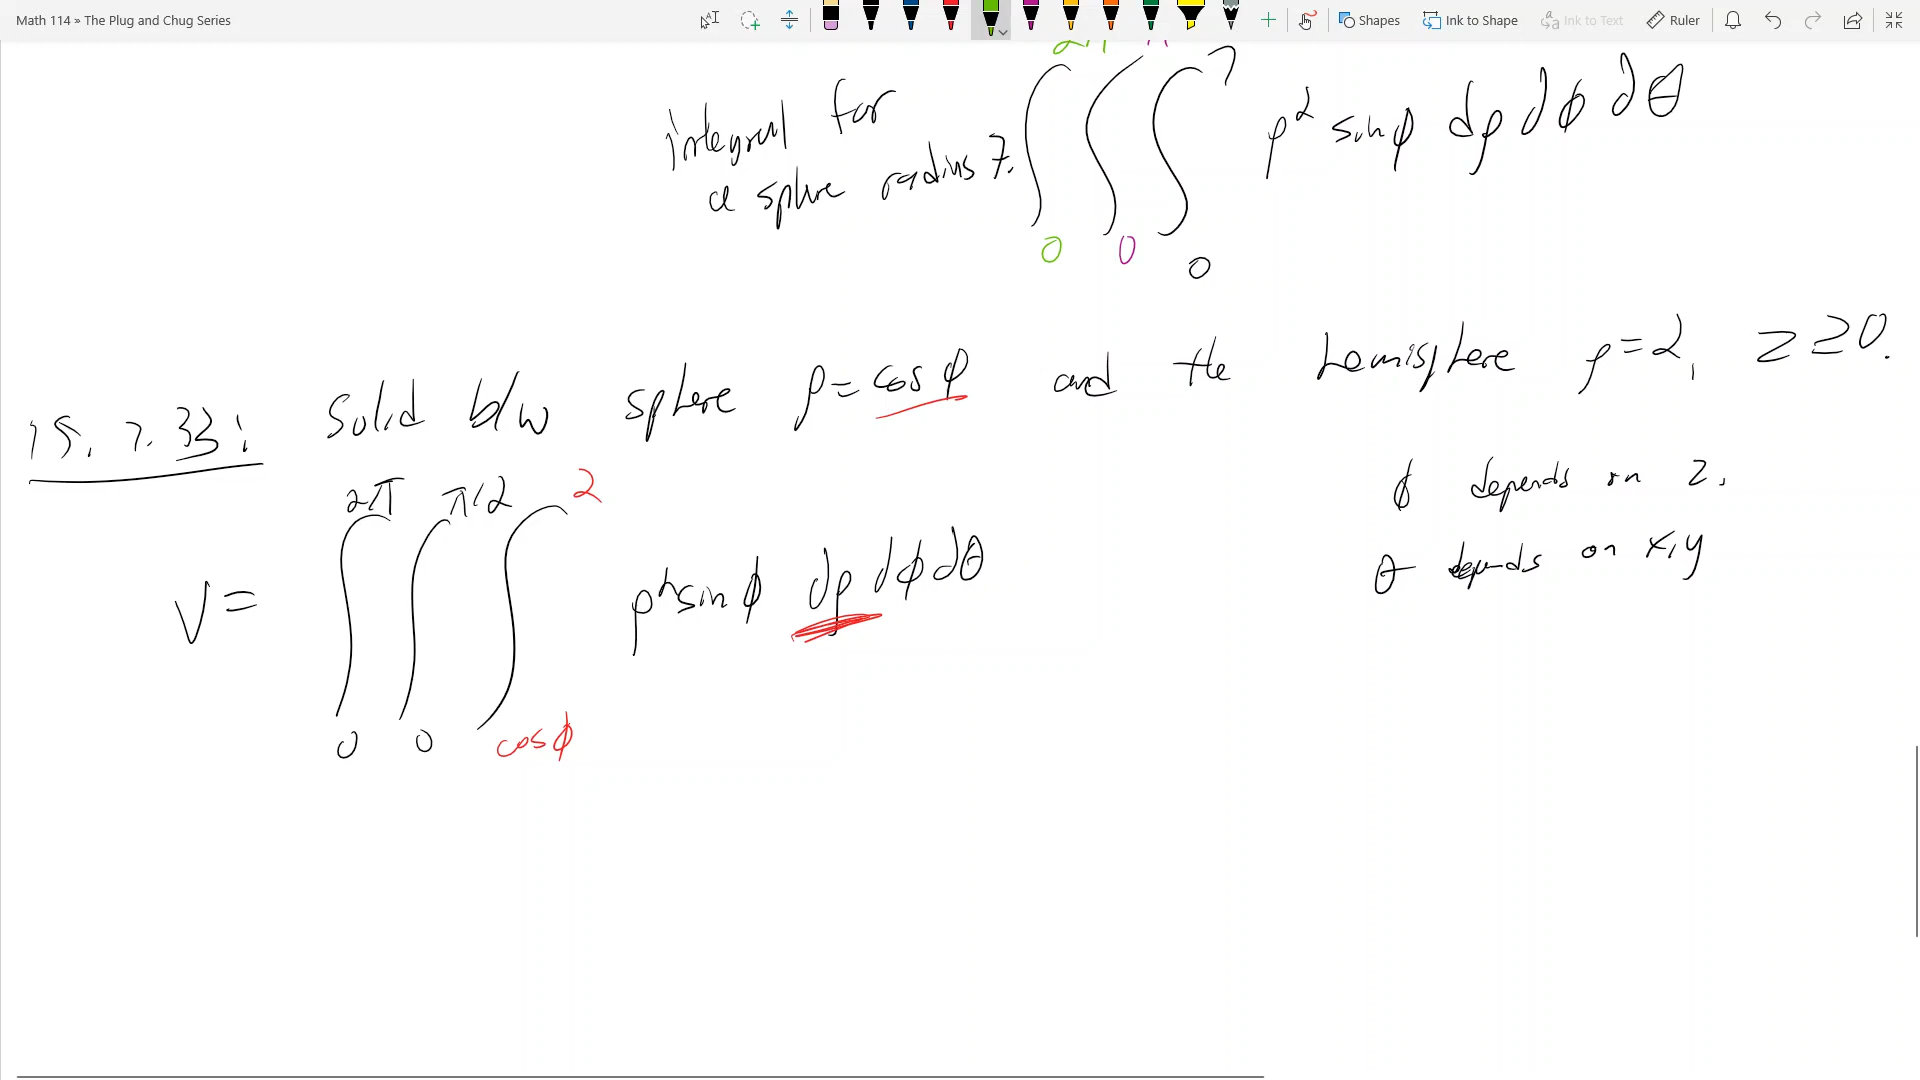 Math 114 » The Plug and Chug Series
Shapes
Ink to Shape
Ink to Text
Ruler
2π π 7
integral for
a sphere radius 7.
∫∫∫ ρ² sin φ dρ dφ dθ
0 0 0
15.7.33: Solid b/w sphere ρ = cos φ and the hemisphere ρ = 2, z ≥ 0.
φ depends on z,
θ depends on x, y
2π π/2 2
V = ∫∫∫ ρ² sin φ dρ dφ dθ
0 0 cos φ